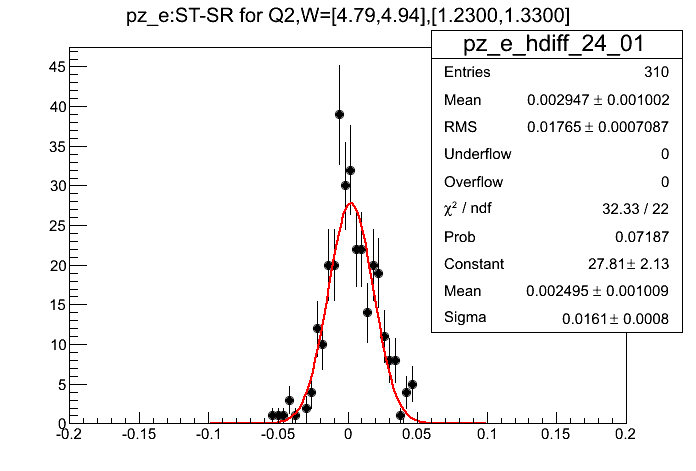 pz_e:ST-SR for Q2,W=[4.79,4.94],[1.2300,1.3300]
pz_e_hdiff_24_01
Entries 310
Mean 0.002947 ± 0.001002
RMS 0.01765 ± 0.0007087
Underflow 0
Overflow 0
χ² / ndf 32.33 / 22
Prob 0.07187
Constant 27.81 ± 2.13
Mean 0.002495 ± 0.001009
Sigma 0.0161 ± 0.0008
45
40
35
30
25
20
15
10
5
0
-0.2 -0.15 -0.1 -0.05 0 0.05 0.1 0.15 0.2